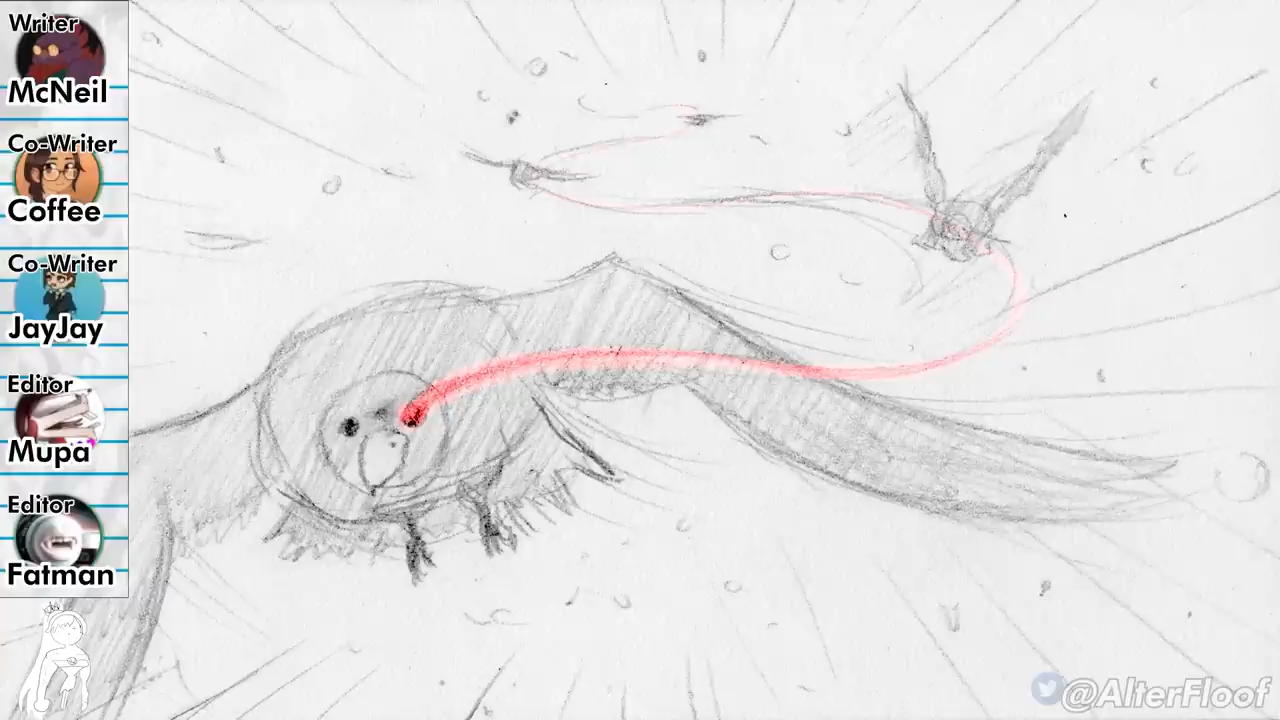 Writer
McNeil
Co-Writer
Coffee
Co-Writer
JayJay
Editor
Mupa
Editor
Fatman
@AlterFloof